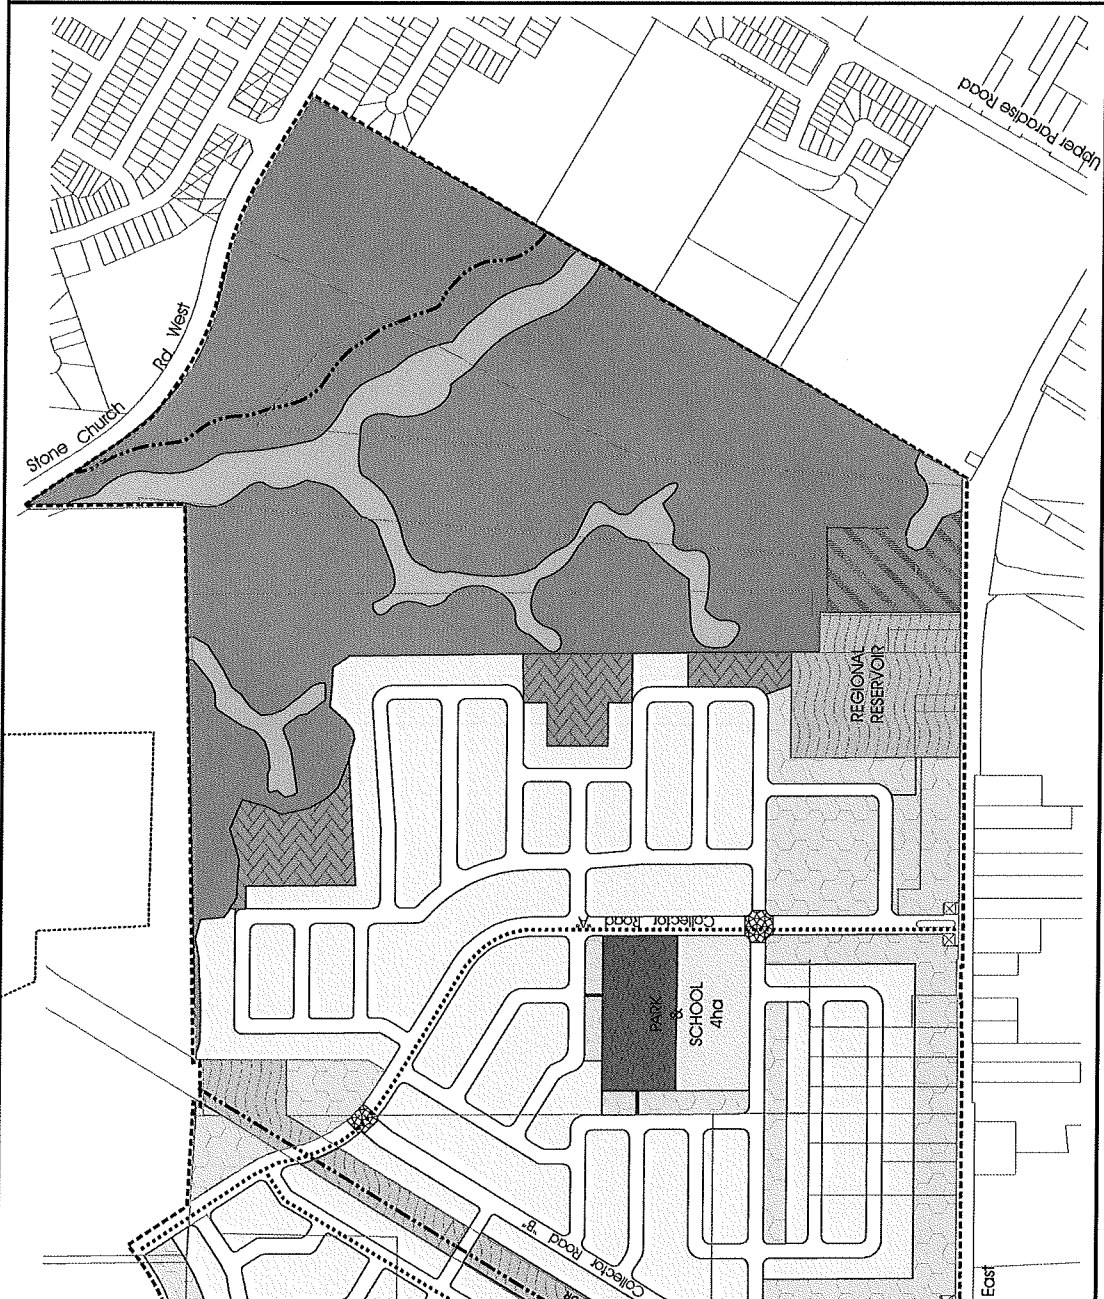 Upper Paradise Road
Stone Church Rd. West
REGIONAL
RESERVOIR
Collector Road "A"
PARK
&
SCHOOL
4ha
Collector Road "B"
East